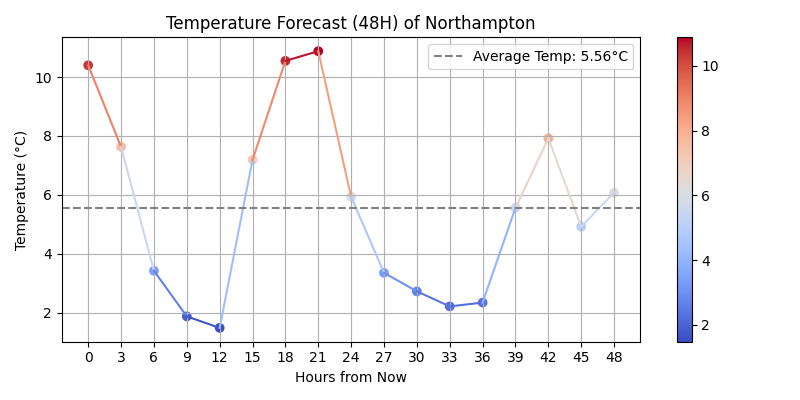 Temperature Forecast (48H) of Northampton
Average Temp: 5.56°C
Temperature (°C)
10
8
6
4
2
0 3 6 9 12 15 18 21 24 27 30 33 36 39 42 45 48
Hours from Now
10
8
6
4
2